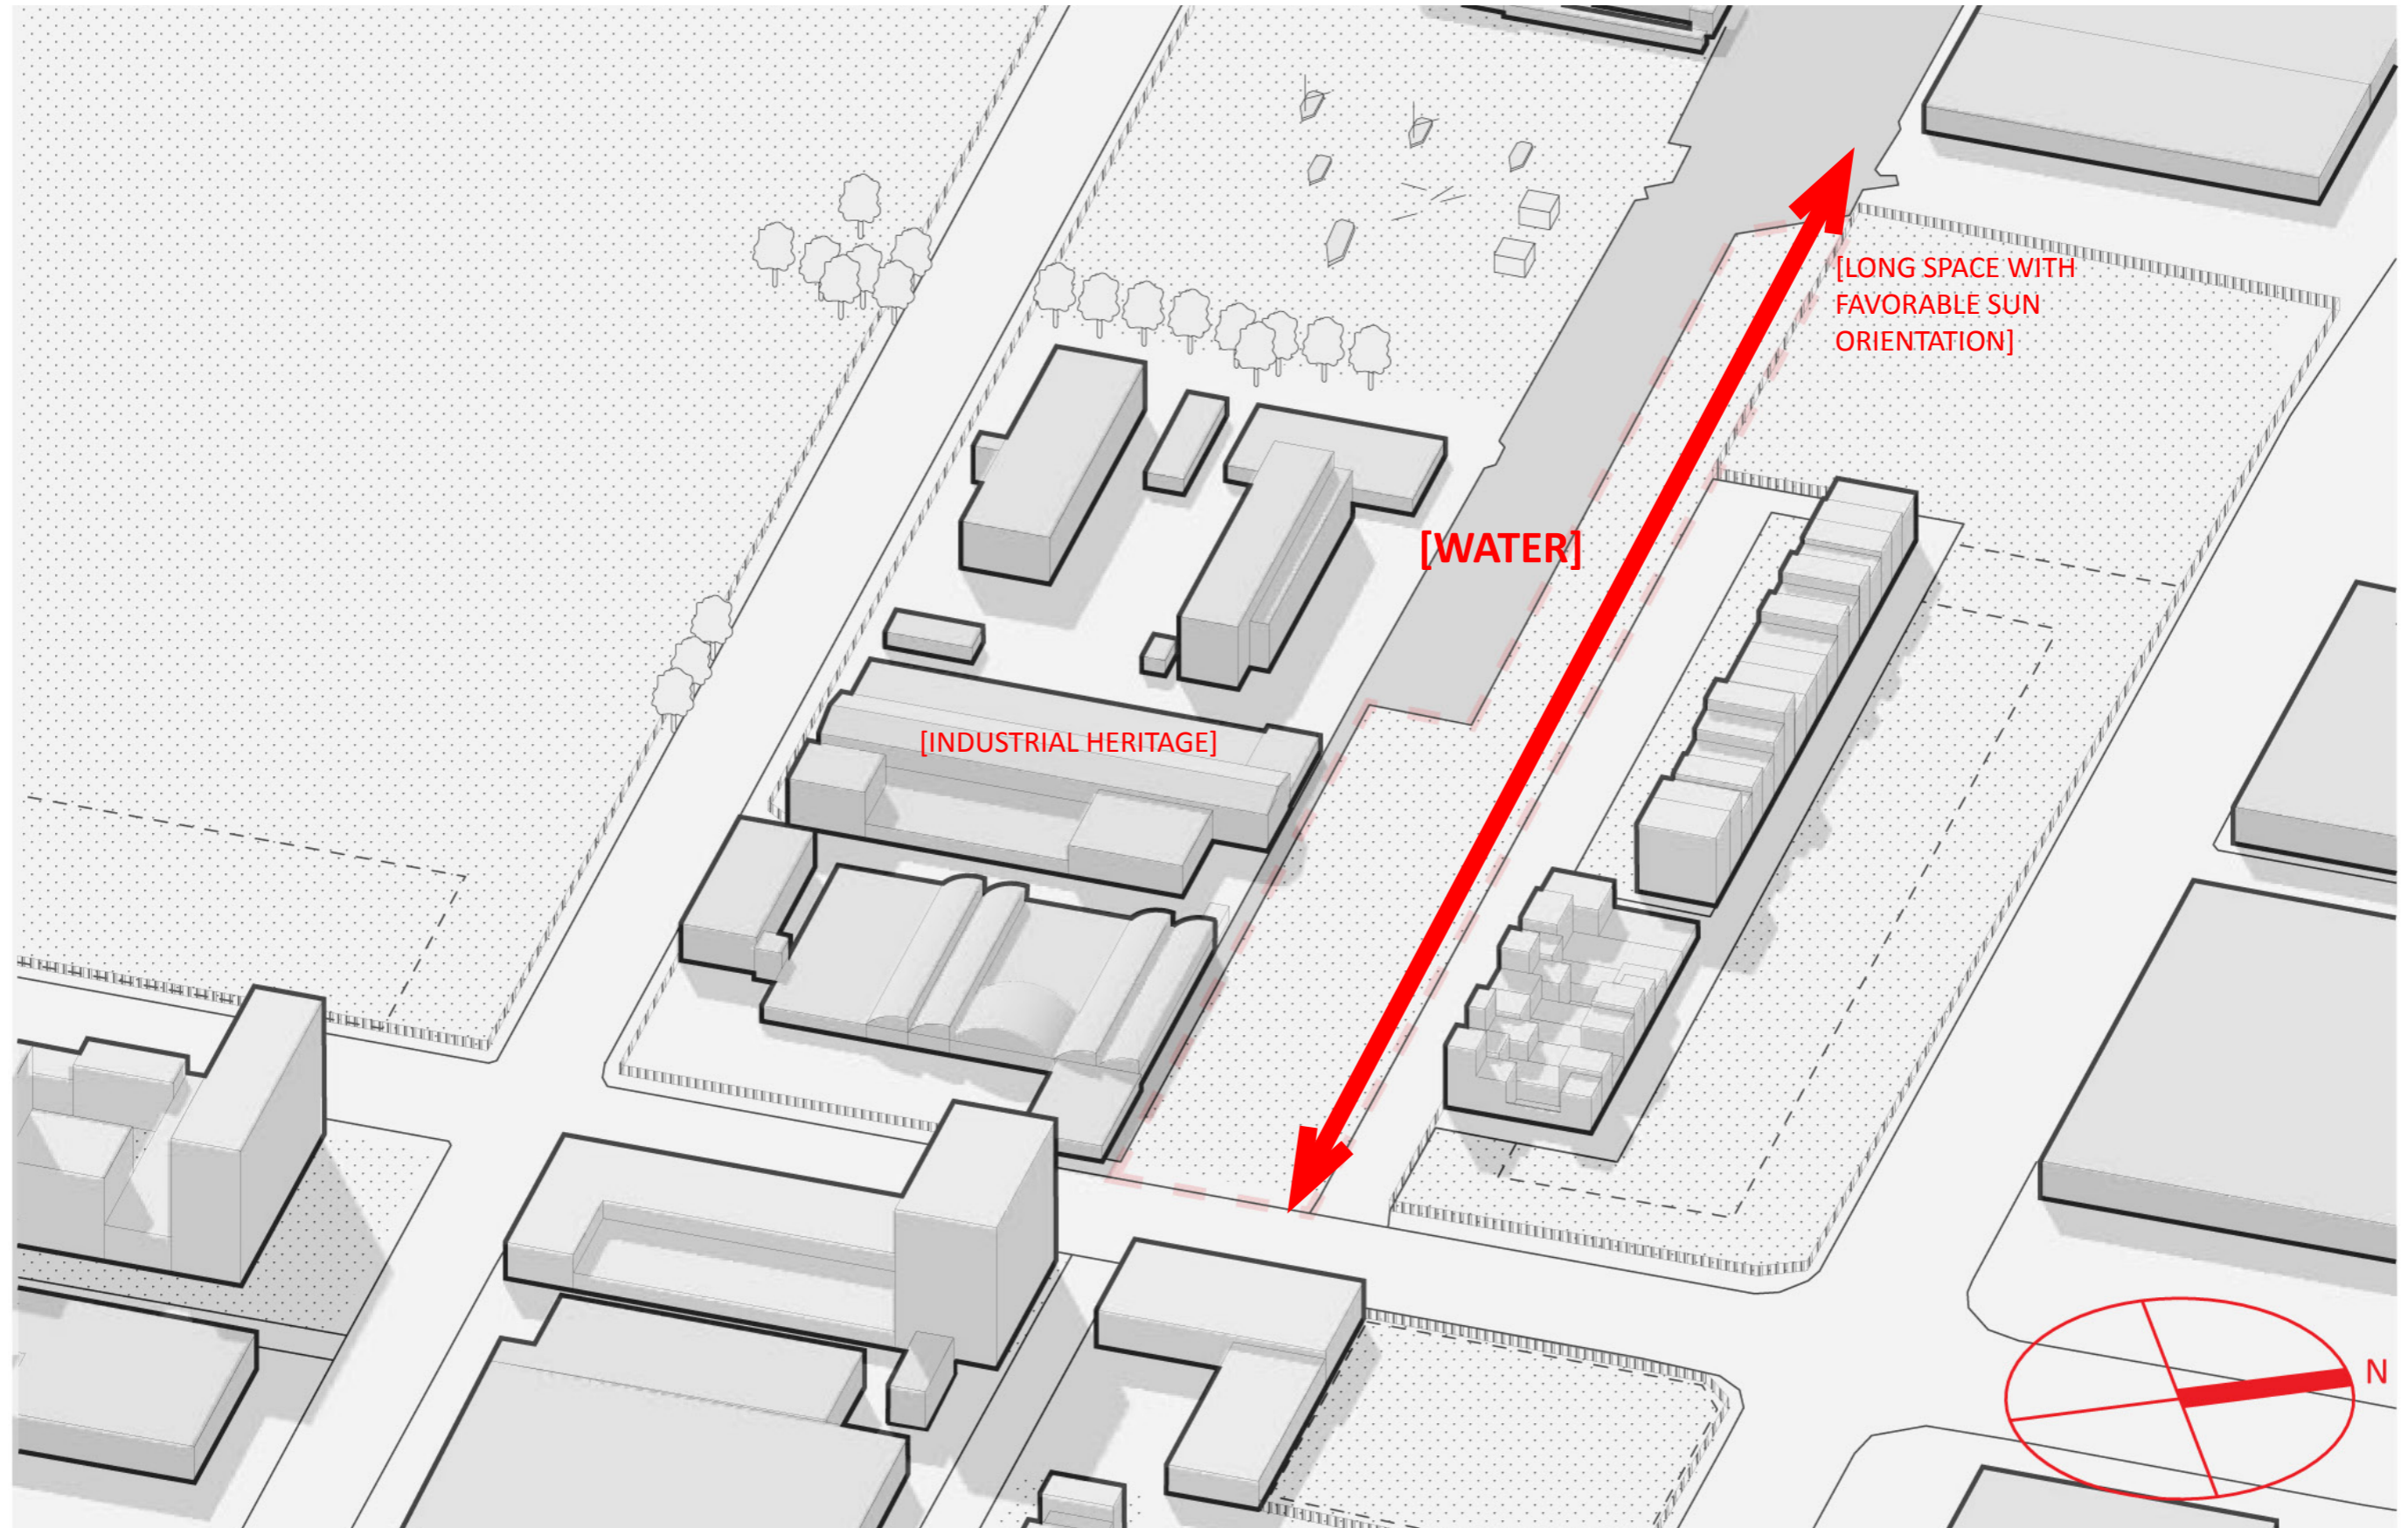 [LONG SPACE WITH
FAVORABLE SUN
ORIENTATION]
[WATER]
[INDUSTRIAL HERITAGE]
N